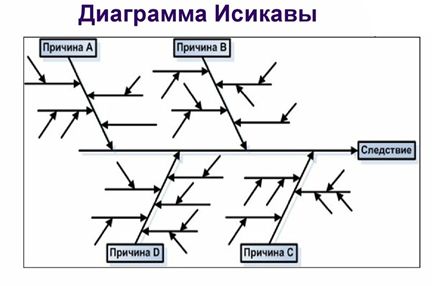 Диаграмма Исикавы
Причина A
Причина B
Следствие
Причина D
Причина C